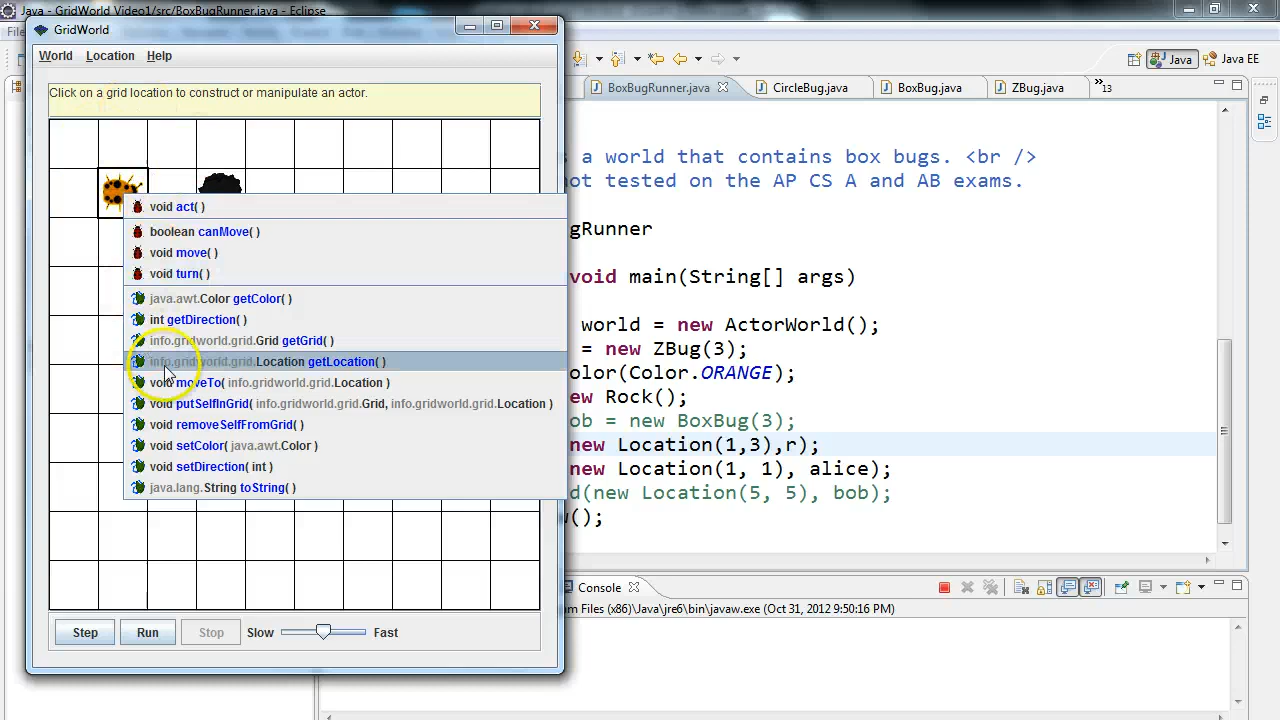 Java - GridWorld Video1/src/BoxBugRunner.java - Eclipse
GridWorld
World Location Help
Java Java EE
Click on a grid location to construct or manipulate an actor.
BoxBugRunner.java CircleBug.java BoxBug.java ZBug.java »13
a world that contains box bugs. <br />
not tested on the AP CS A and AB exams.
void act( )
gRunner
boolean canMove( )
void move( )
void turn( )
void main(String[] args)
java.awt.Color getColor( )
int getDirection( )
world = new ActorWorld();
info.gridworld.grid.Grid getGrid( )
= new ZBug(3);
info.gridworld.grid.Location getLocation( )
olor(Color.ORANGE);
void moveTo( info.gridworld.grid.Location )
new Rock();
void putSelfInGrid( info.gridworld.grid.Grid, info.gridworld.grid.Location )
ob = new BoxBug(3);
void removeSelfFromGrid( )
void setColor( java.awt.Color )
new Location(1,3),r);
void setDirection( int )
new Location(1, 1), alice);
java.lang.String toString( )
d(new Location(5, 5), bob);
w();
Console
am Files (x86)\Java\jre6\bin\javaw.exe (Oct 31, 2012 9:50:16 PM)
Step Run Stop Slow Fast